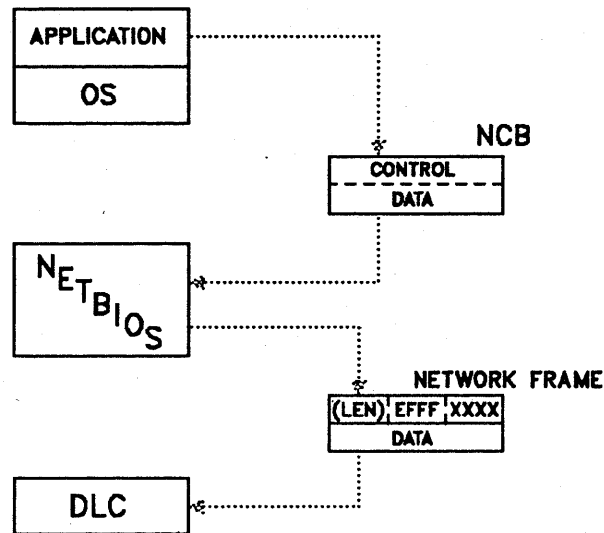 APPLICATION
OS
NCB
CONTROL
DATA
NETBIOS
NETWORK FRAME
(LEN) EFFF XXXX
DATA
DLC